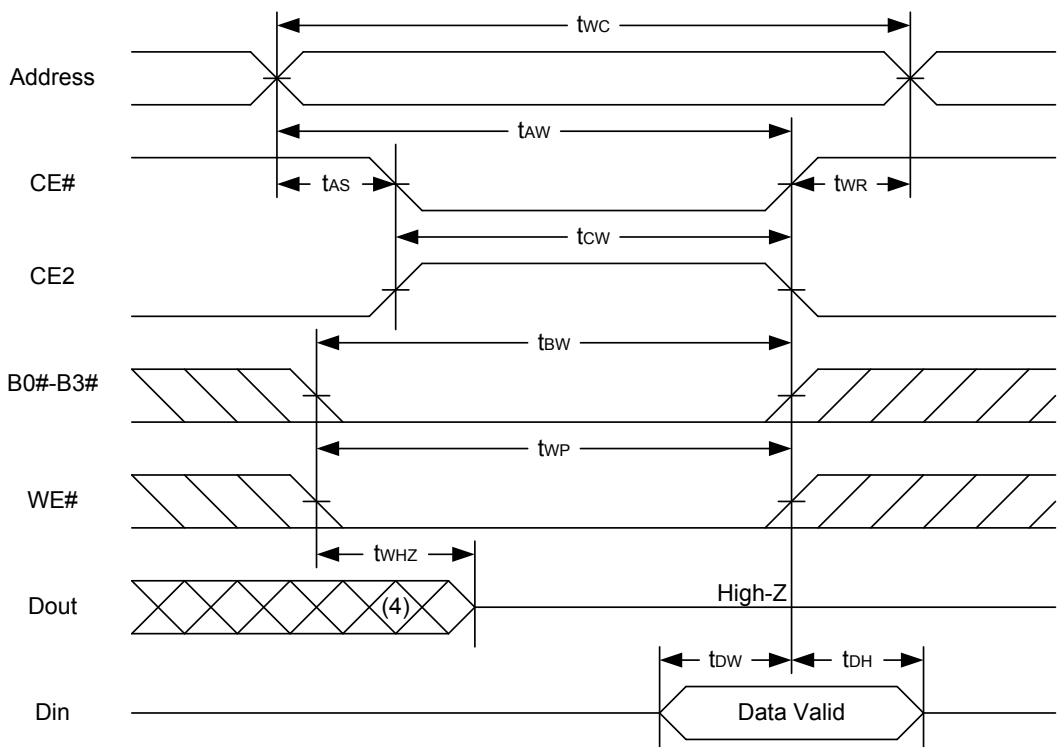 tWC
Address
tAW
CE#
tAS
tWR
tCW
CE2
tBW
B0#-B3#
tWP
WE#
tWHZ
Dout
(4)
High-Z
tDW
tDH
Din
Data Valid